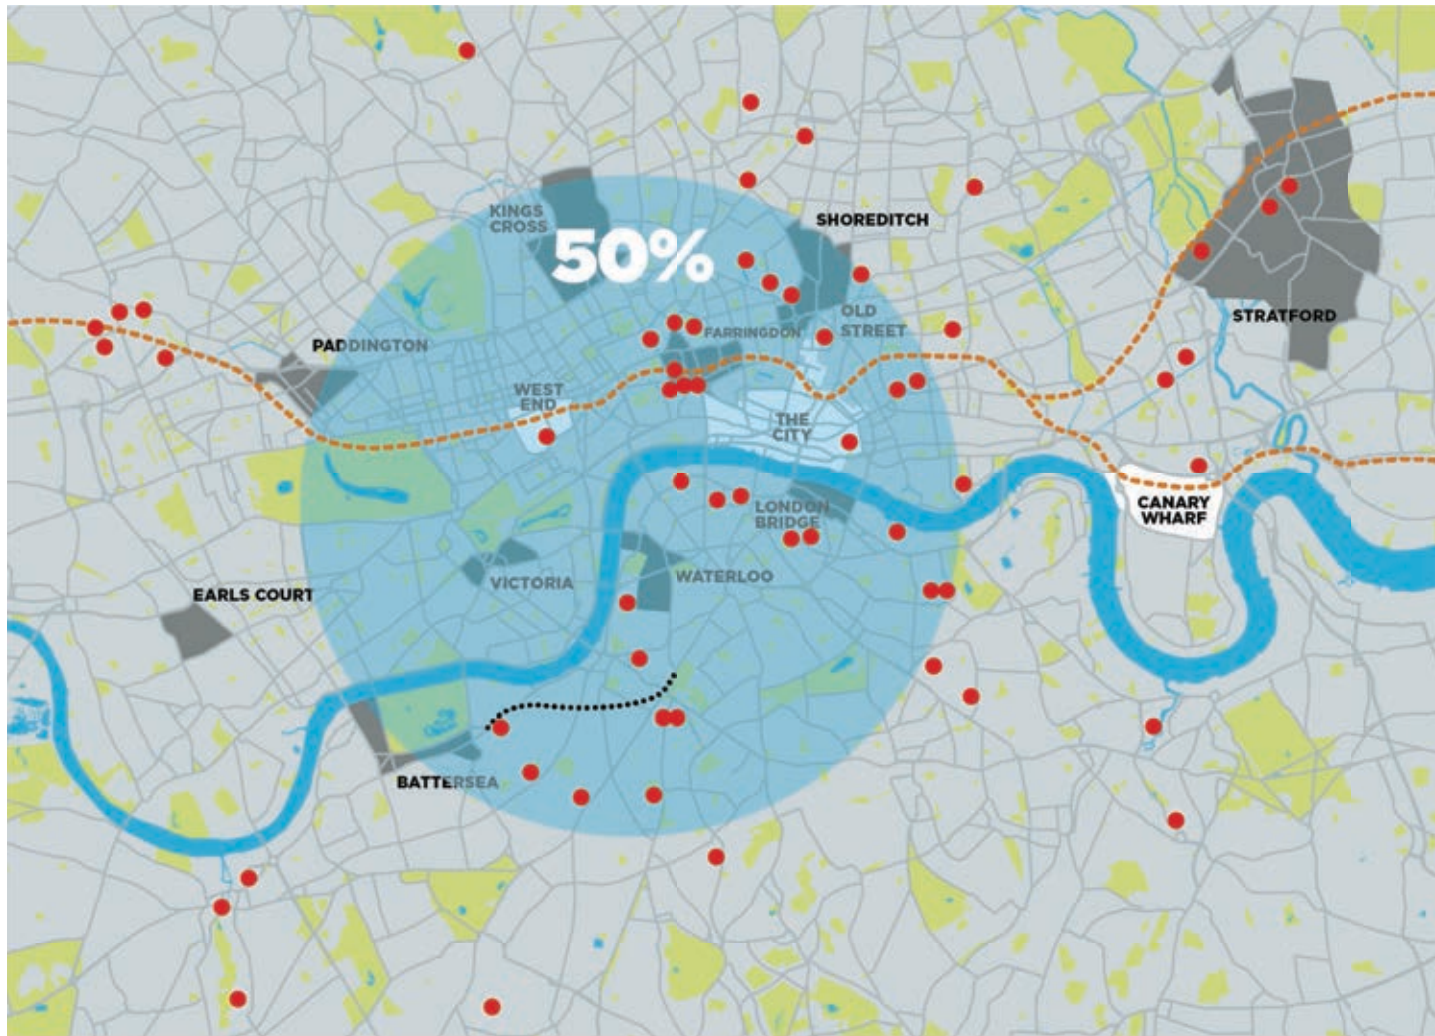 KINGS
CROSS
50%
SHOREDITCH
OLD
STREET
FARRINGDON
STRATFORD
PADDINGTON
WEST
END
THE
CITY
LONDON
BRIDGE
CANARY
WHARF
VICTORIA
WATERLOO
EARLS COURT
BATTERSEA